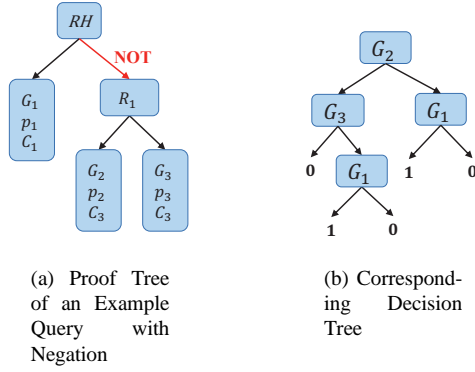 RH
NOT
G₁
p₁
C₁
R₁
G₂
p₂
C₂
G₃
p₃
C₃
(a) Proof Tree
of an Example
Query with
Negation
G₂
G₃
G₁
0
G₁
1
0
1
0
(b) Correspond-
ing Decision
Tree